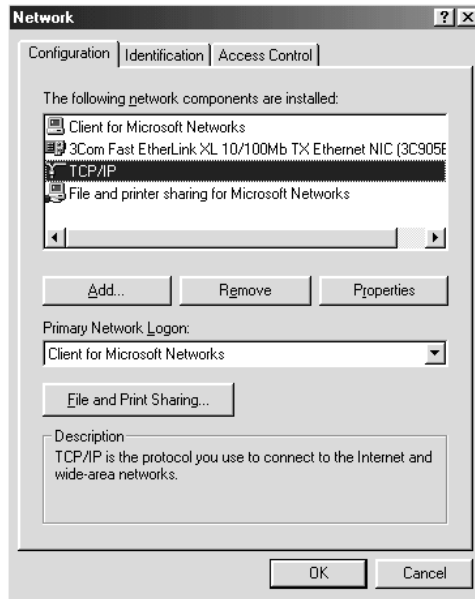 Network
Configuration Identification Access Control
The following network components are installed:
Client for Microsoft Networks
3Com Fast EtherLink XL 10/100Mb TX Ethernet NIC (3C905B
TCP/IP
File and printer sharing for Microsoft Networks
Add... Remove Properties
Primary Network Logon:
Client for Microsoft Networks
File and Print Sharing...
Description
TCP/IP is the protocol you use to connect to the Internet and
wide-area networks.
OK Cancel